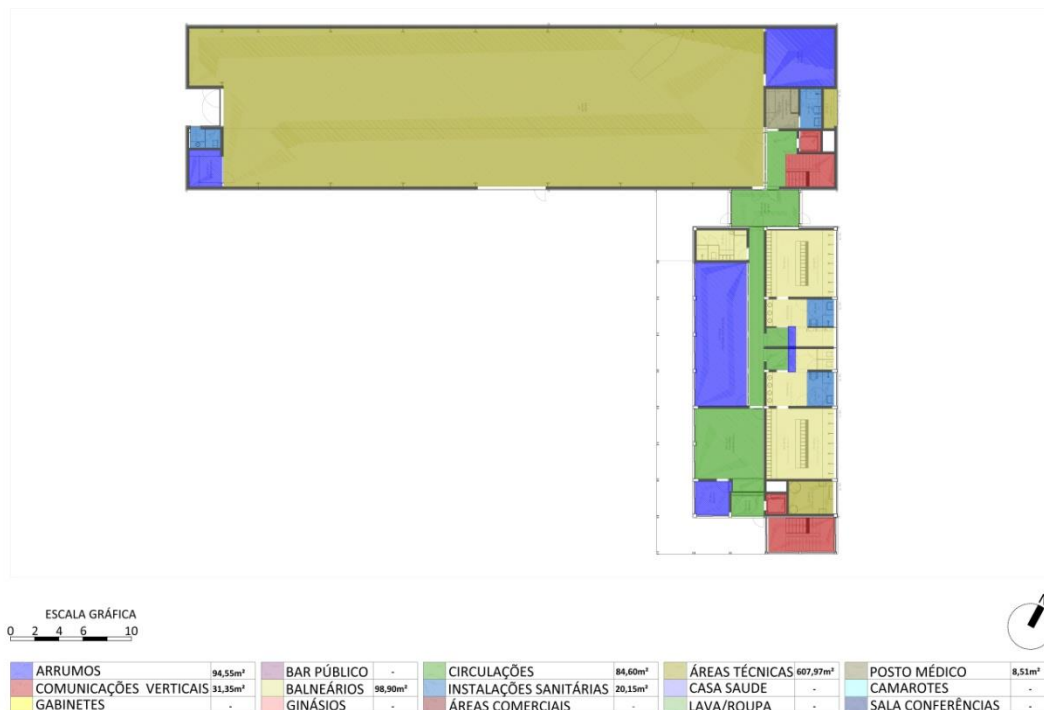 ESCALA GRÁFICA
0 2 4 6 10
N
ARRUMOS 94,55m² BAR PÚBLICO - CIRCULAÇÕES 84,60m² ÁREAS TÉCNICAS 607,97m² POSTO MÉDICO 8,51m²
COMUNICAÇÕES VERTICAIS 31,35m² BALNEÁRIOS 98,90m² INSTALAÇÕES SANITÁRIAS 20,15m² CASA SAUDE - CAMAROTES -
GABINETES - GINÁSIOS - ÁREAS COMERCIAIS - LAVA/ROUPA - SALA CONFERÊNCIAS -